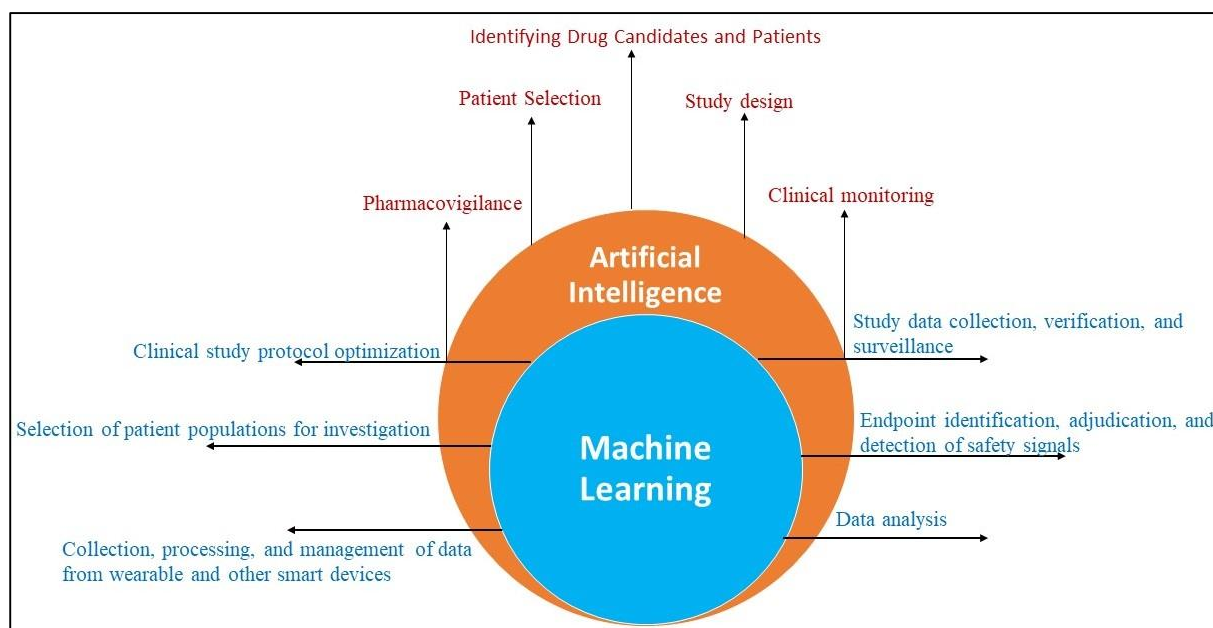 Identifying Drug Candidates and Patients
Patient Selection
Study design
Pharmacovigilance
Clinical monitoring
Artificial
Intelligence
Clinical study protocol optimization
Study data collection, verification, and
surveillance
Selection of patient populations for investigation
Endpoint identification, adjudication, and
detection of safety signals
Machine
Learning
Collection, processing, and management of data
from wearable and other smart devices
Data analysis